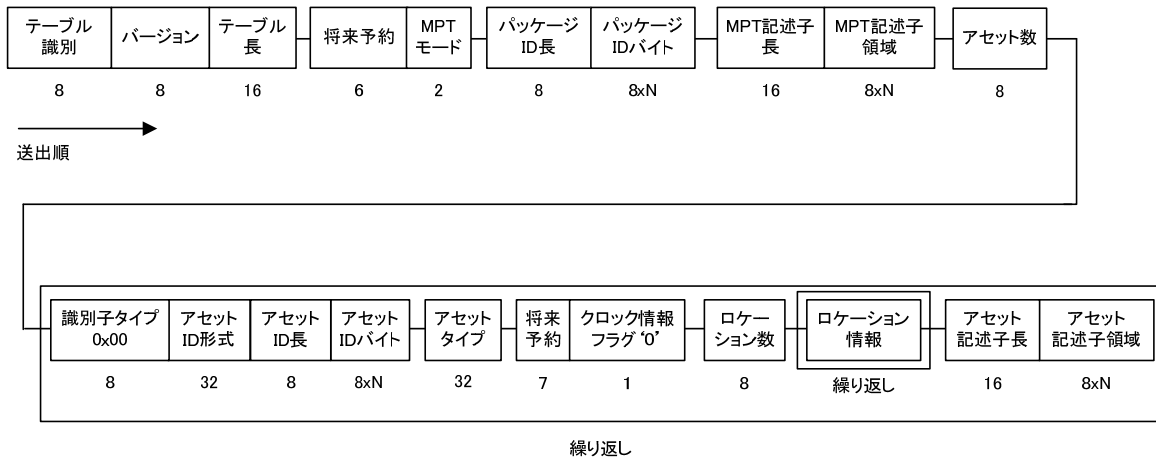 テーブル
識別
バージョン
テーブル
長
将来予約
MPT
モード
パッケージ
ID長
パッケージ
IDバイト
MPT記述子
長
MPT記述子
領域
アセット数
8
8
16
6
2
8
8xN
16
8xN
8
送出順
識別子タイプ
0x00
アセット
ID形式
アセット
ID長
アセット
IDバイト
アセット
タイプ
将来
予約
クロック情報
フラグ‘0’
ロケー
ション数
ロケーション
情報
アセット
記述子長
アセット
記述子領域
8
32
8
8xN
32
7
1
8
繰り返し
16
8xN
繰り返し